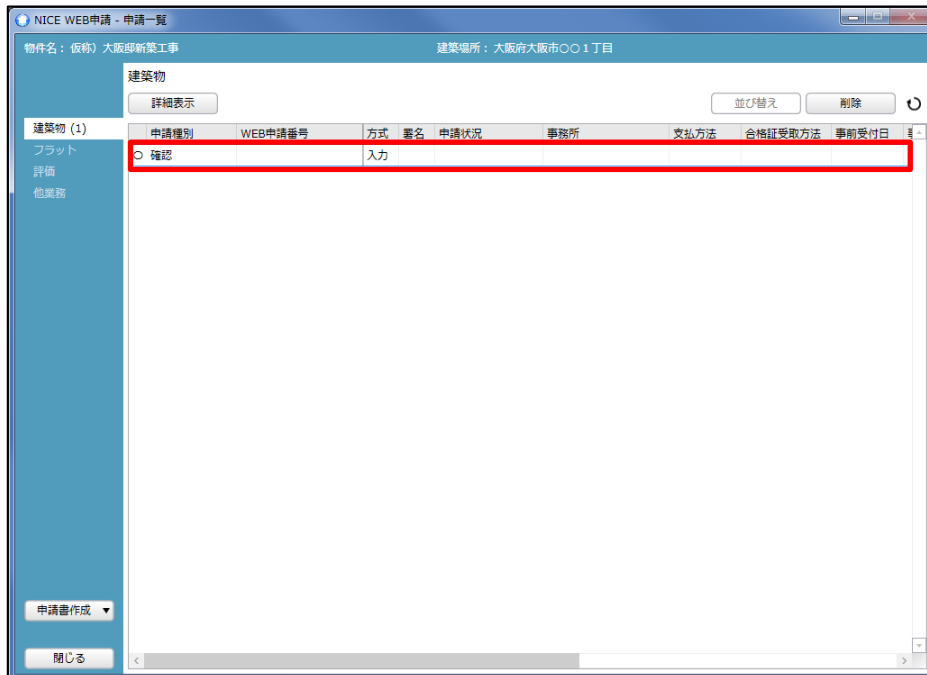 NICE WEB申請 - 申請一覧
物件名： 仮称）大阪邸新築工事 建築場所： 大阪府大阪市○○１丁目
建築物
詳細表示 並び替え 削除
建築物 (1)
フラット
評価
他業務
申請種別 WEB申請番号 方式 署名 申請状況 事務所 支払方法 合格証受取方法 事前受付日
○ 確認 入力
申請書作成 ▼
閉じる